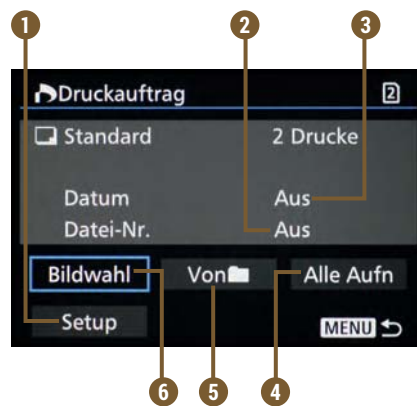 1 2 3
Druckauftrag 2
Standard 2 Drucke
Datum Aus
Datei-Nr. Aus
Bildwahl Von Alle Aufn
Setup MENU
6 5 4